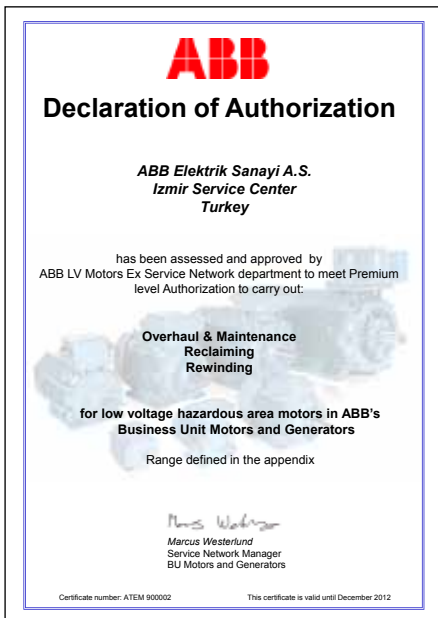 ABB
Declaration of Authorization
ABB Elektrik Sanayi A.S.
Izmir Service Center
Turkey
has been assessed and approved by
ABB LV Motors Ex Service Network department to meet Premium
level Authorization to carry out:
Overhaul & Maintenance
Reclaiming
Rewinding
for low voltage hazardous area motors in ABB's
Business Unit Motors and Generators
Range defined in the appendix
Marcus Westerlund
Service Network Manager
BU Motors and Generators
Certificate number: ATEM 900002 This certificate is valid until December 2012